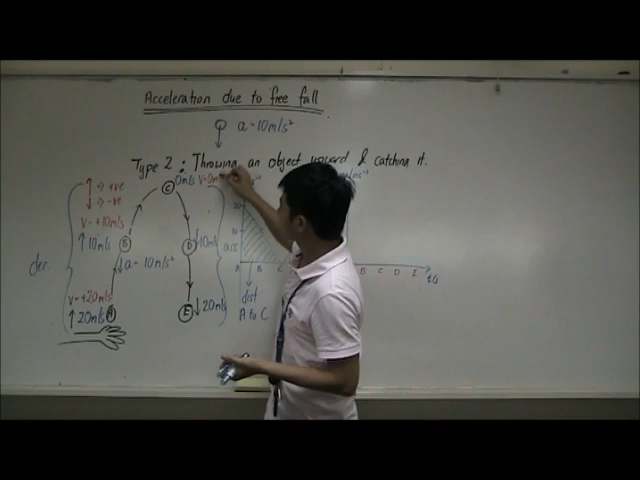 Acceleration due to free fall
a = 10m/s²
Type 2 : Throwing an object upward & catching it.
→ +ve
→ -ve
0m/s
C
v = +10m/s
10m/s
B
D
10m/s
dec.
a = 10m/s²
v = +20m/s
20m/s
A
E
20m/s
A B C
B C D E t/s
dist
A to C